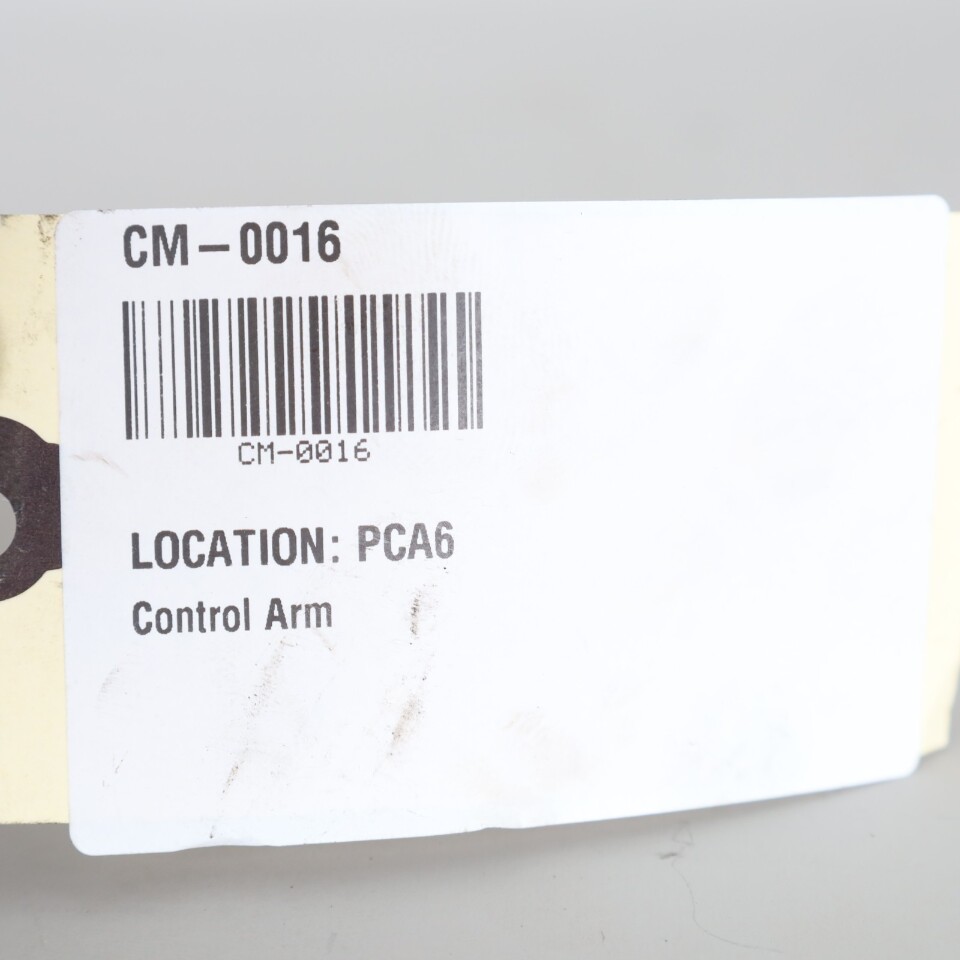 CM-0016
CM-0016
LOCATION: PCA6
Control Arm